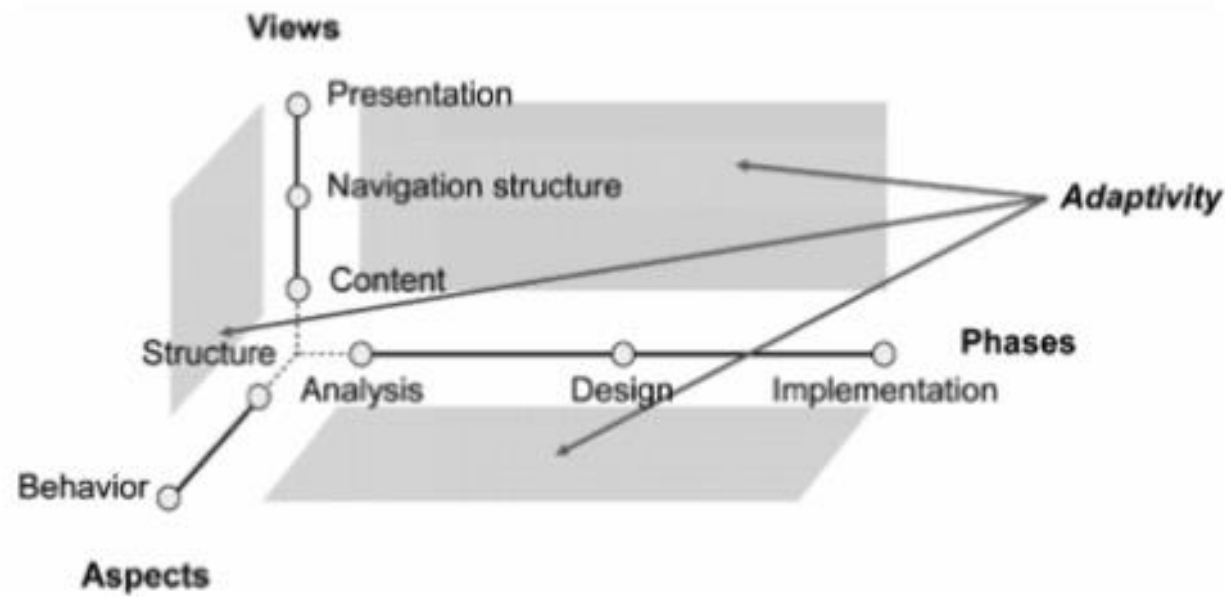 Views
Presentation
Navigation structure
Adaptivity
Content
Structure
Phases
Analysis
Design
Implementation
Behavior
Aspects